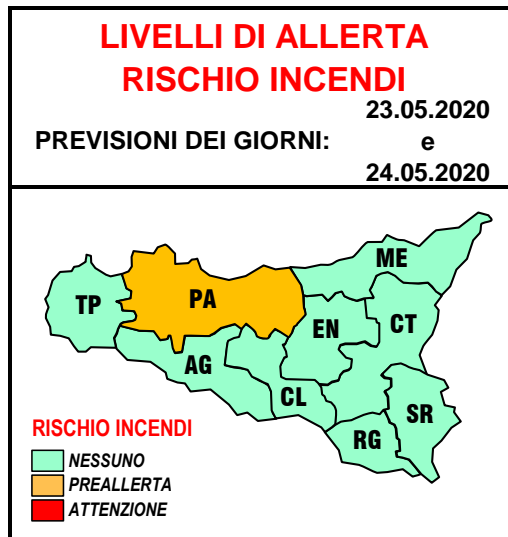 LIVELLI DI ALLERTA
RISCHIO INCENDI
23.05.2020
PREVISIONI DEI GIORNI: e
24.05.2020
ME
TP
PA
EN
CT
AG
CL
SR
RG
RISCHIO INCENDI
NESSUNO
PREALLERTA
ATTENZIONE